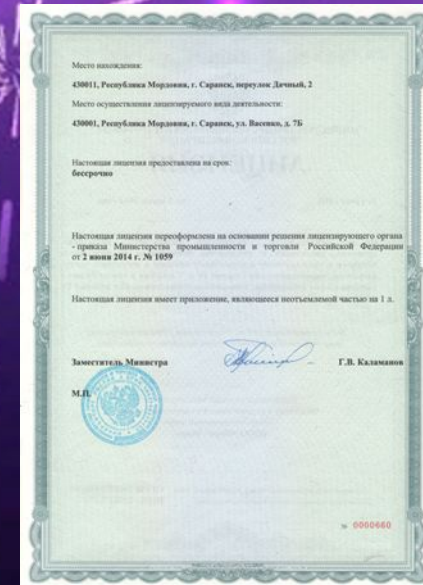 Место нахождения:
430011, Республика Мордовия, г. Саранск, переулок Дачный, 2
Место осуществления лицензируемого вида деятельности:
430001, Республика Мордовия, г. Саранск, ул. Васенко, д. 7Б
Настоящая лицензия предоставлена на срок:
бессрочно
Настоящая лицензия переоформлена на основании решения лицензирующего органа
- приказа Министерства промышленности и торговли Российской Федерации
от 2 июня 2014 г. № 1059
Настоящая лицензия имеет приложение, являющееся неотъемлемой частью на 1 л.
Заместитель Министра
Г.В. Каламанов
М.П.
№ 0000660